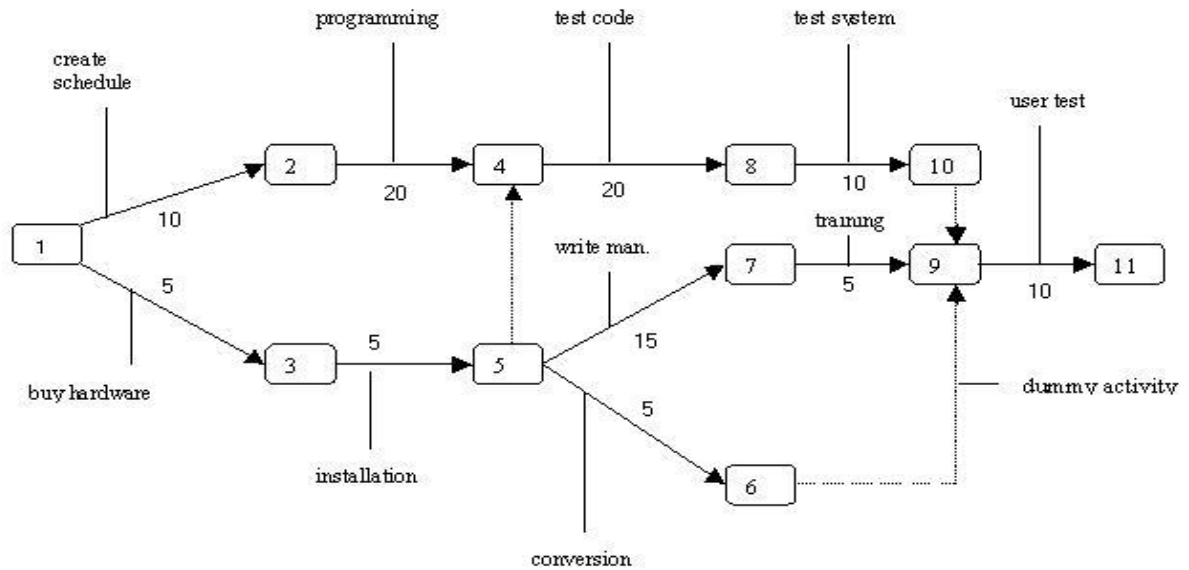 programming
test code
test system
create
schedule
user test
2
4
8
10
20
20
10
10
training
1
write man.
7
9
11
5
5
10
5
15
3
5
5
buy hardware
dummy activity
installation
6
conversion